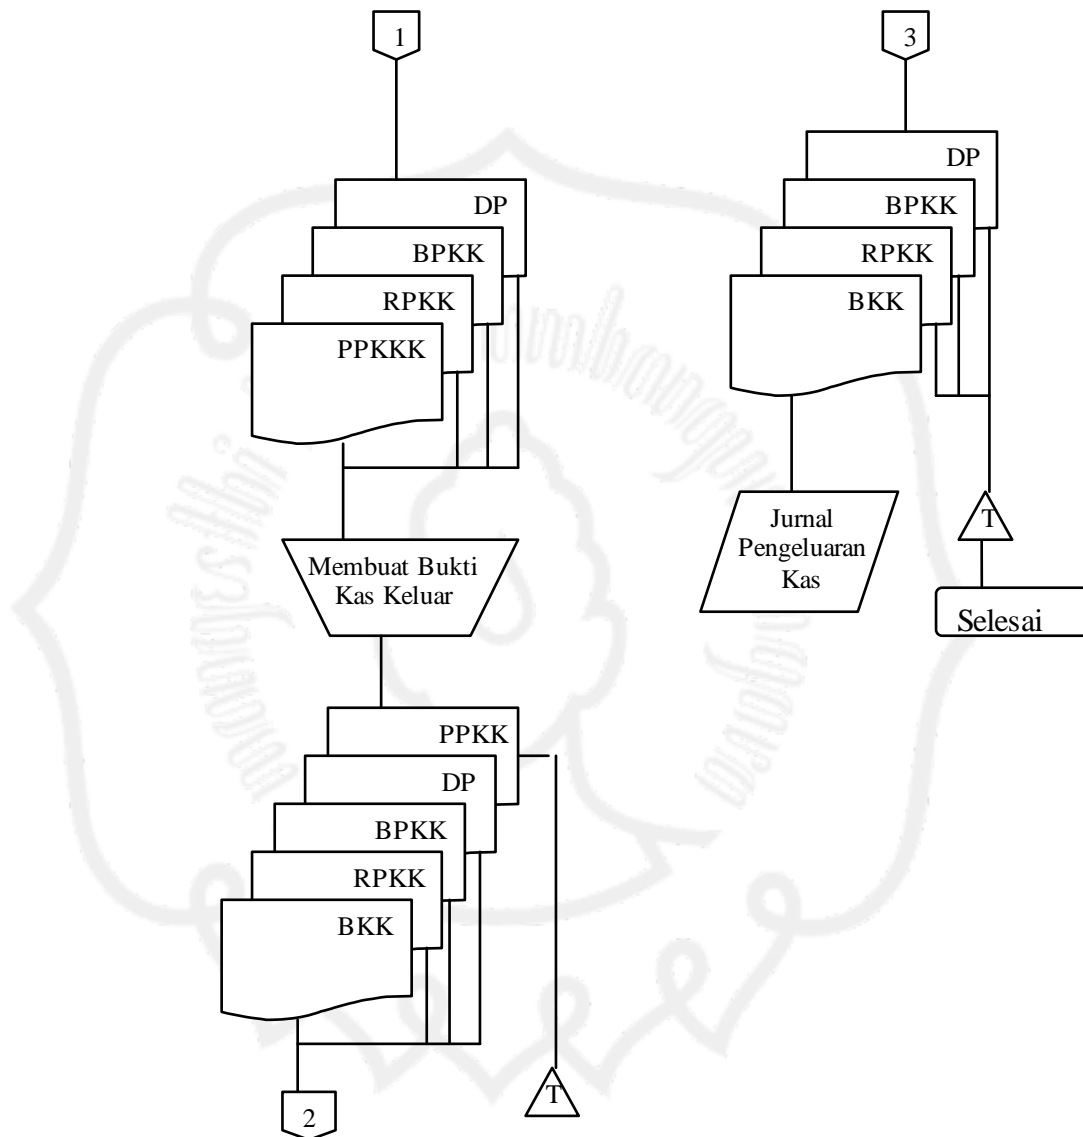 1
DP
BPKK
RPKK
PPKKK
Membuat Bukti
Kas Keluar
PPKK
DP
BPKK
RPKK
BKK
2
T
3
DP
BPKK
RPKK
BKK
Jurnal
Pengeluaran
Kas
T
Selesai